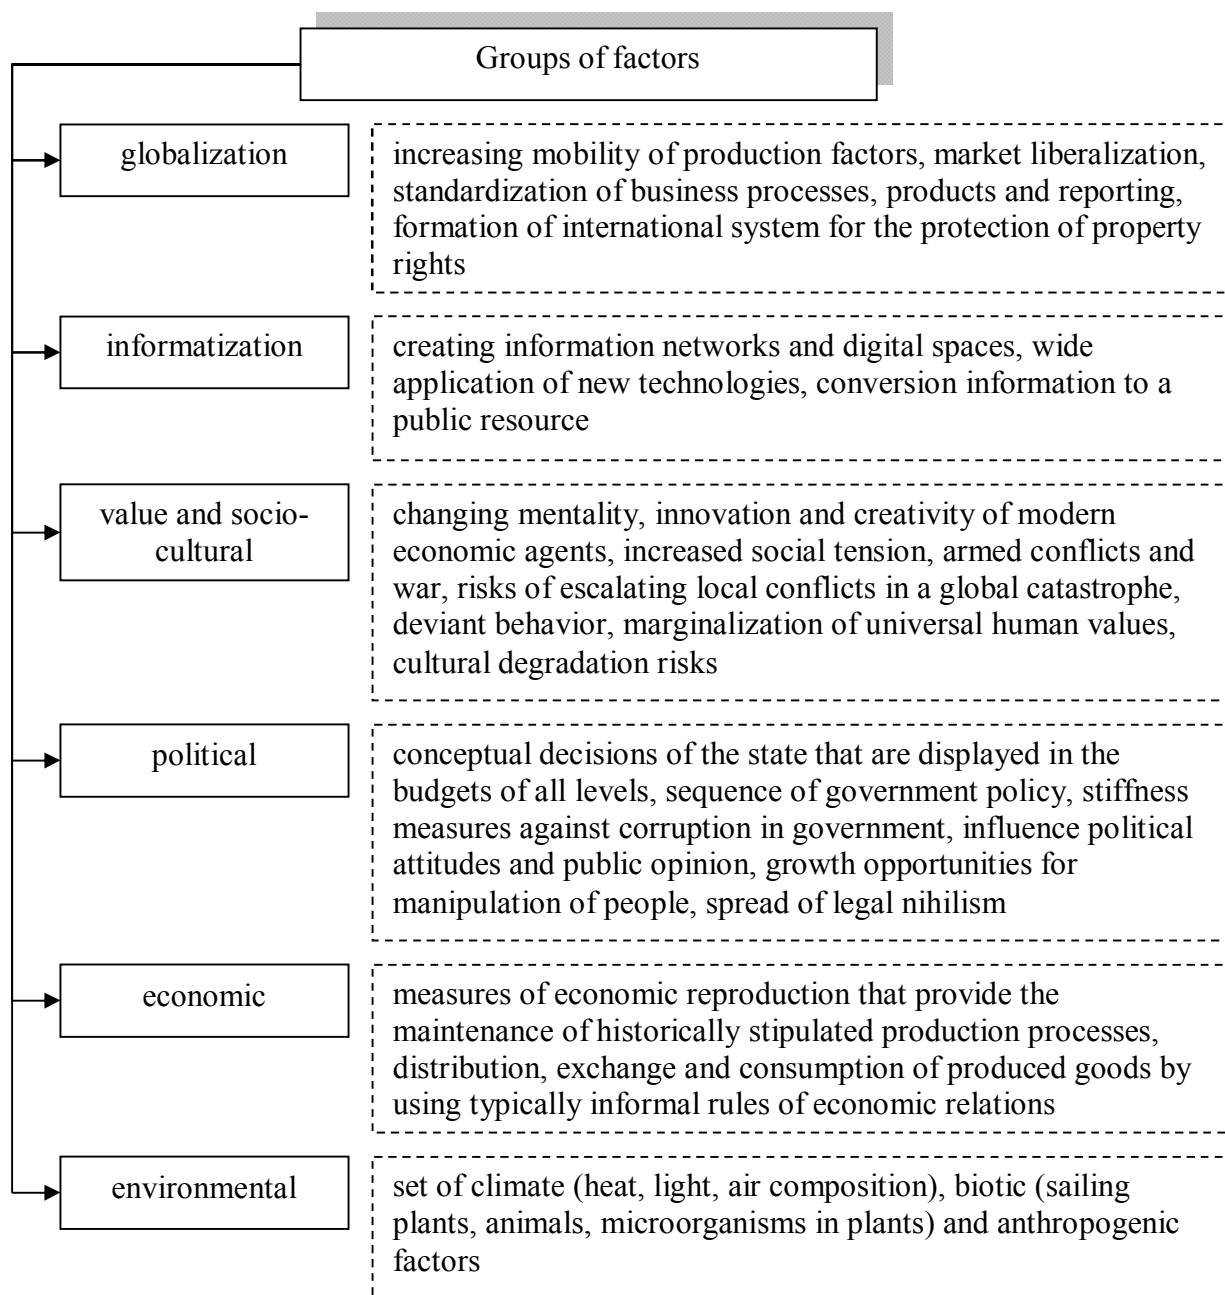 Groups of factors
globalization
increasing mobility of production factors, market liberalization,
standardization of business processes, products and reporting,
formation of international system for the protection of property
rights
informatization
creating information networks and digital spaces, wide
application of new technologies, conversion information to a
public resource
value and socio-
cultural
changing mentality, innovation and creativity of modern
economic agents, increased social tension, armed conflicts and
war, risks of escalating local conflicts in a global catastrophe,
deviant behavior, marginalization of universal human values,
cultural degradation risks
political
conceptual decisions of the state that are displayed in the
budgets of all levels, sequence of government policy, stiffness
measures against corruption in government, influence political
attitudes and public opinion, growth opportunities for
manipulation of people, spread of legal nihilism
economic
measures of economic reproduction that provide the
maintenance of historically stipulated production processes,
distribution, exchange and consumption of produced goods by
using typically informal rules of economic relations
environmental
set of climate (heat, light, air composition), biotic (sailing
plants, animals, microorganisms in plants) and anthropogenic
factors